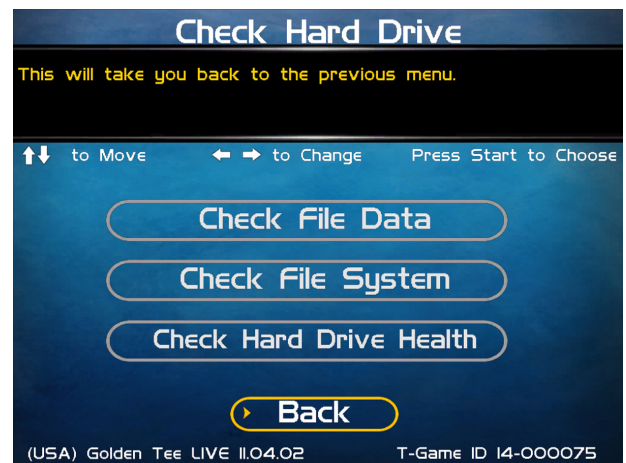 Check Hard Drive
This will take you back to the previous menu.
to Move to Change Press Start to Choose
Check File Data
Check File System
Check Hard Drive Health
Back
(USA) Golden Tee LIVE 11.04.02 T-Game ID 14-000075